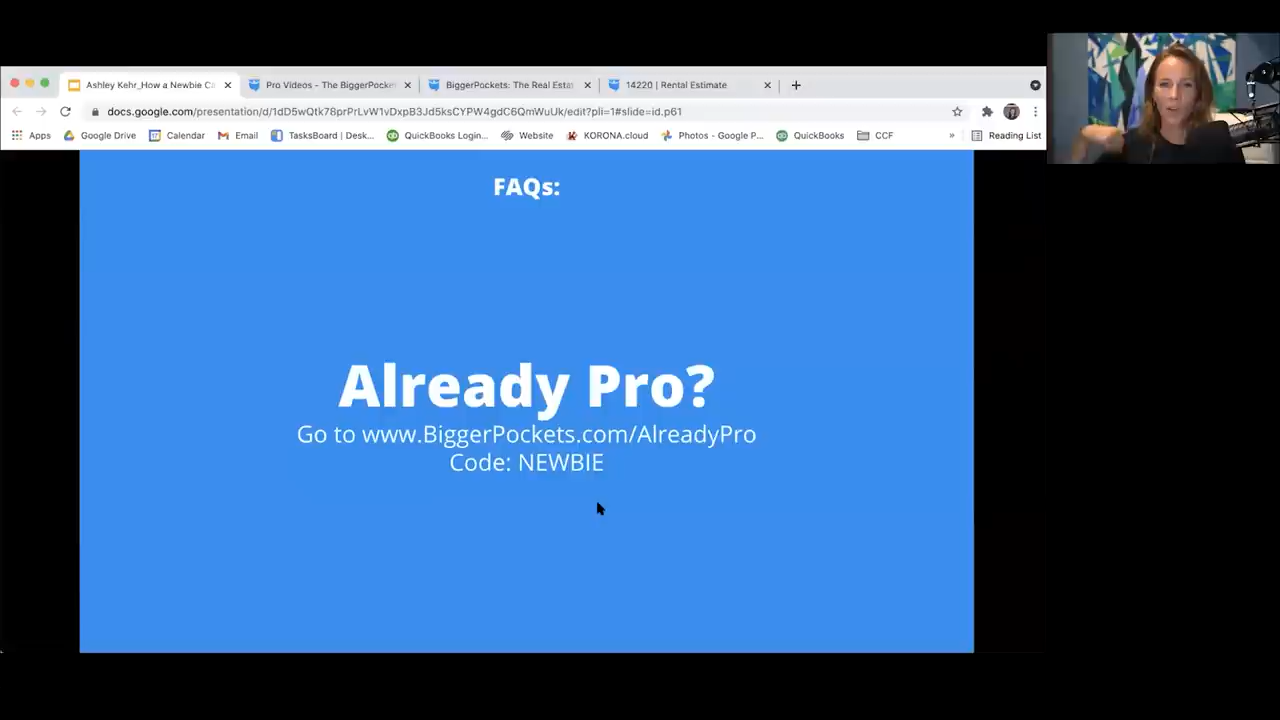 Ashley Kehr_How a Newbie Ca
Pro Videos - The BiggerPocket
BiggerPockets: The Real Estat
14220 | Rental Estimate
docs.google.com/presentation/d/1dD5wQtk78prPrLvW1vDxpB3Jd5ksCYPW4gdC6QmWuUk/edit?pli=1#slide=id.p61
Apps
Google Drive
Calendar
Email
TasksBoard | Desk...
QuickBooks Login...
Website
KORONA.cloud
Photos - Google P...
QuickBooks
CCF
»
Reading List
FAQs:
Already Pro?
Go to www.BiggerPockets.com/AlreadyPro
Code: NEWBIE